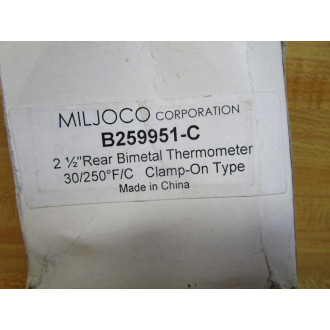 MILJOCO CORPORATION
B259951-C
2 ½"Rear Bimetal Thermometer
30/250°F/C Clamp-On Type
Made in China